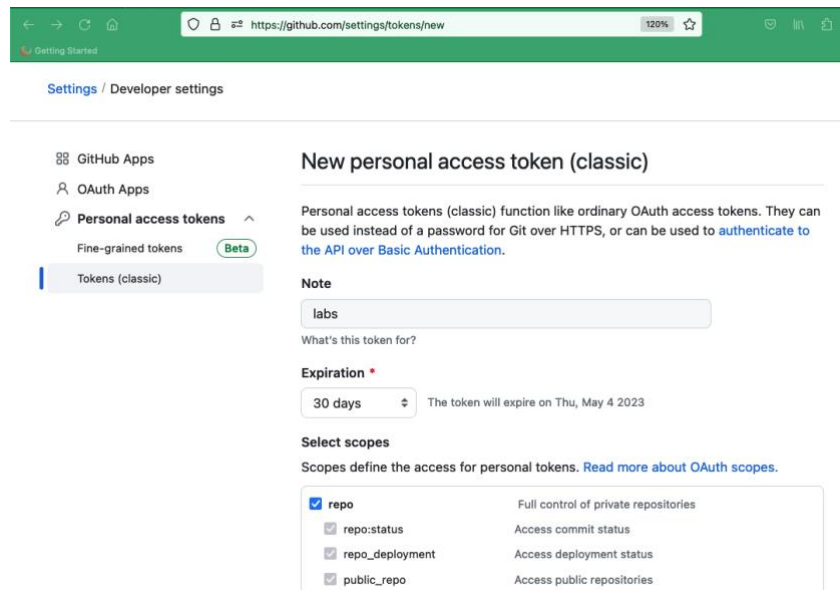 https://github.com/settings/tokens/new
120%
Getting Started
Settings / Developer settings
GitHub Apps
OAuth Apps
Personal access tokens
Fine-grained tokens Beta
Tokens (classic)
New personal access token (classic)
Personal access tokens (classic) function like ordinary OAuth access tokens. They can
be used instead of a password for Git over HTTPS, or can be used to authenticate to
the API over Basic Authentication.
Note
labs
What's this token for?
Expiration *
30 days The token will expire on Thu, May 4 2023
Select scopes
Scopes define the access for personal tokens. Read more about OAuth scopes.
repo Full control of private repositories
repo:status Access commit status
repo_deployment Access deployment status
public_repo Access public repositories